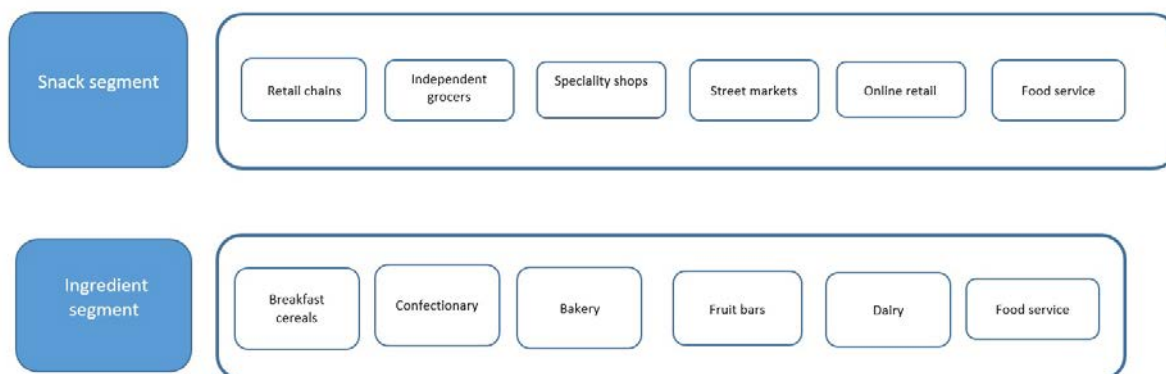 Snack segment
Retail chains
Independent
grocers
Speciality shops
Street markets
Online retail
Food service
Ingredient
segment
Breakfast
cereals
Confectionary
Bakery
Fruit bars
Dairy
Food service